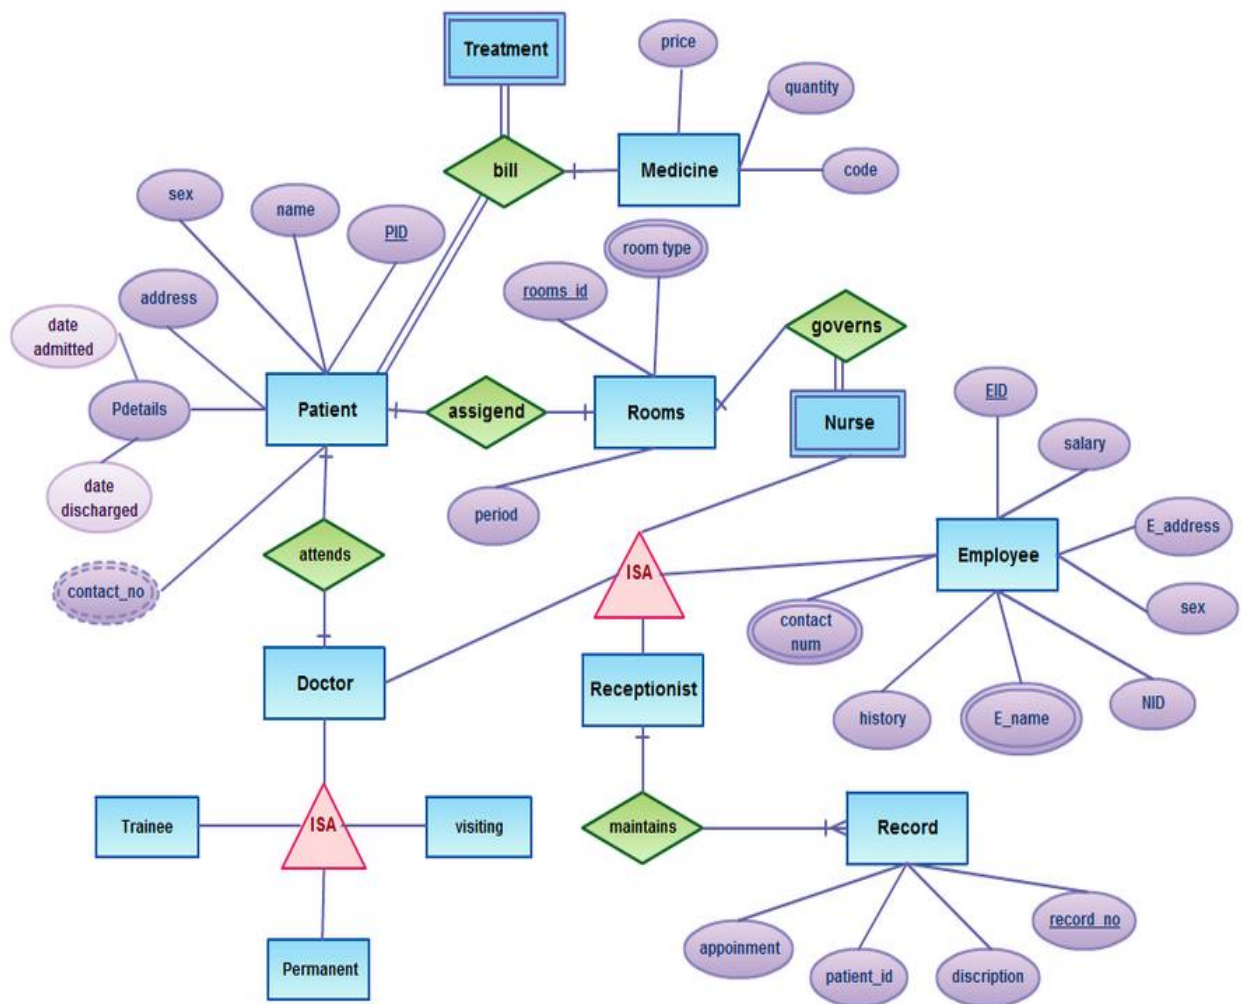 Treatment
price
quantity
bill
Medicine
code
sex
name
PID
room type
address
rooms_id
date
admitted
governs
Pdetails
Patient
assigend
Rooms
Nurse
EID
salary
date
discharged
period
E_address
attends
ISA
Employee
contact_no
contact
num
sex
Doctor
Receptionist
history
E_name
NID
Trainee
ISA
visiting
maintains
Record
record_no
appoinment
Permanent
patient_id
discription